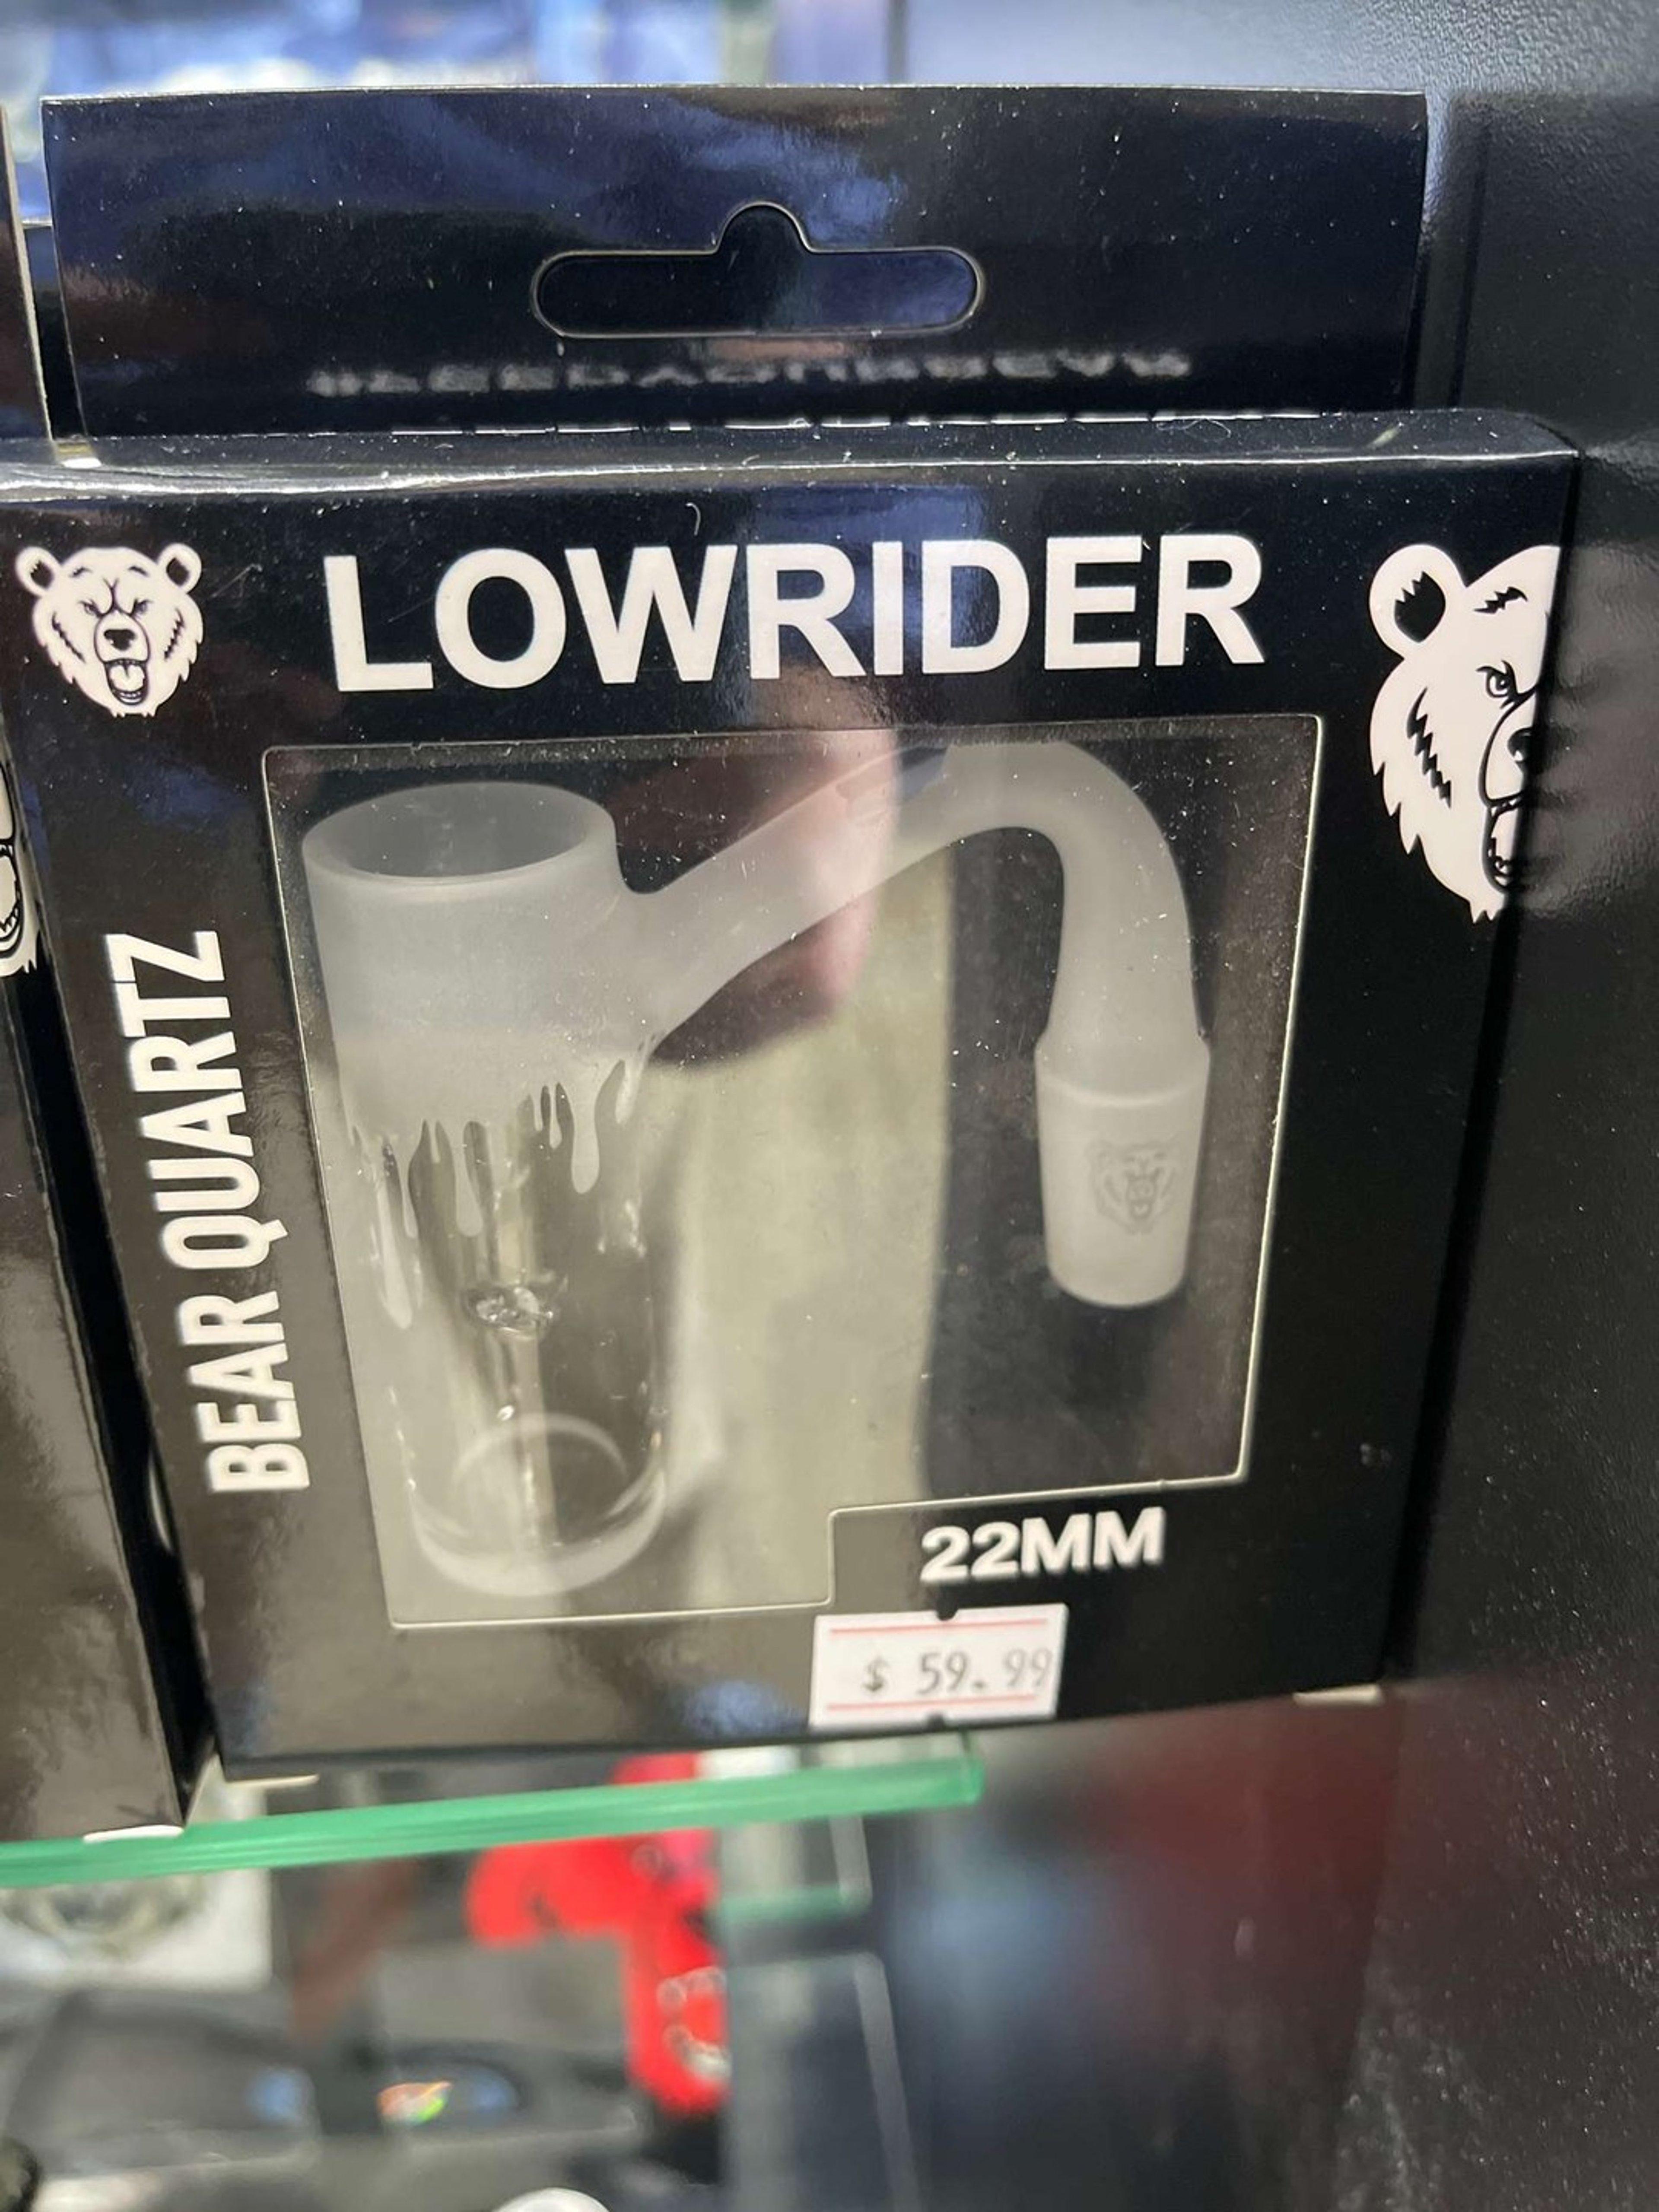 LOWRIDER
BEAR QUARTZ
22MM
$ 59.99